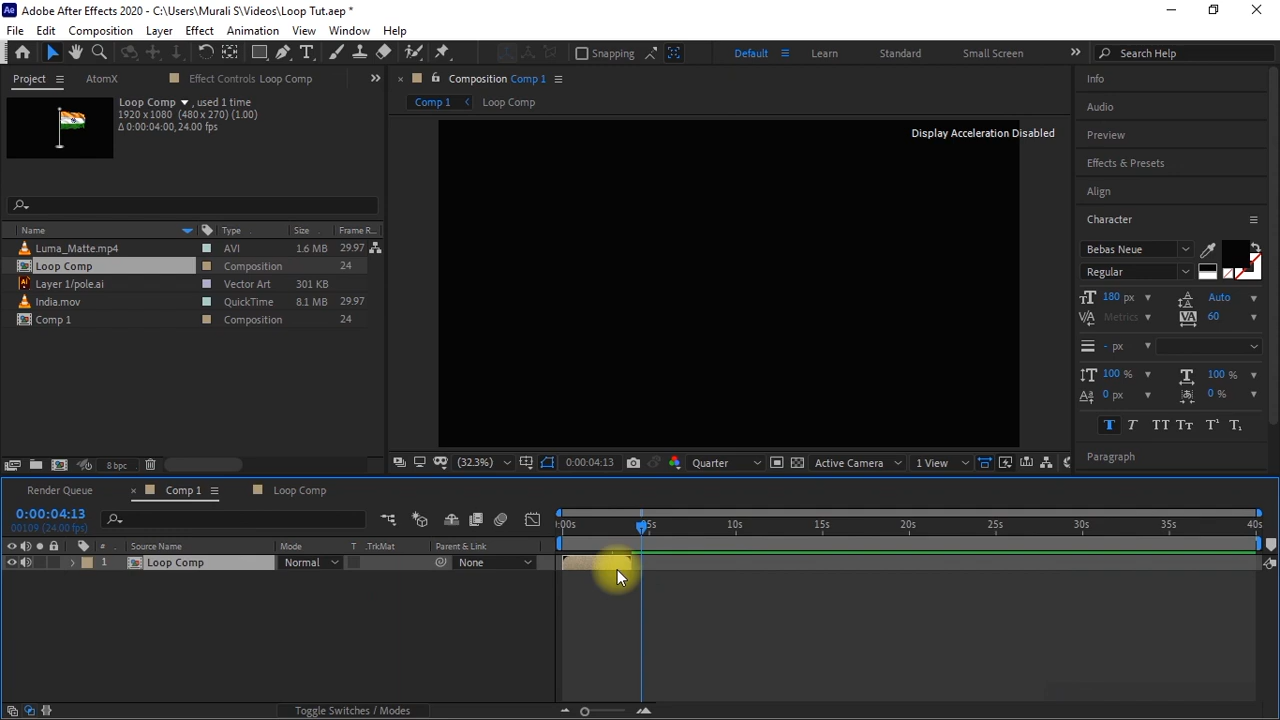 Adobe After Effects 2020 - C:\Users\Murali S\Videos\Loop Tut.aep *
File Edit Composition Layer Effect Animation View Window Help
Snapping Default Learn Standard Small Screen Search Help
Project AtomX Effect Controls Loop Comp
Loop Comp , used 1 time
1920 x 1080 (480 x 270) (1.00)
Δ 0:00:04:00, 24.00 fps
Name Type Size Frame R...
Luma_Matte.mp4 AVI 1.6 MB 29.97
Loop Comp Composition 24
Layer 1/pole.ai Vector Art 301 KB
India.mov QuickTime 8.1 MB 29.97
Comp 1 Composition 24
8 bpc
Composition Comp 1
Comp 1 Loop Comp
Display Acceleration Disabled
(32.3%) 0:00:04:13 Quarter Active Camera 1 View
Info
Audio
Preview
Effects & Presets
Align
Character
Bebas Neue
Regular
180 px Auto
Metrics 60
- px
100 % 100 %
0 px 0 %
T T TT Tt T¹ T₁
Paragraph
Render Queue Comp 1 Loop Comp
0:00:04:13
00109 (24.00 fps)
:00s 5s 10s 15s 20s 25s 30s 35s 40s
# Source Name Mode T .TrkMat Parent & Link
1 Loop Comp Normal None
Toggle Switches / Modes